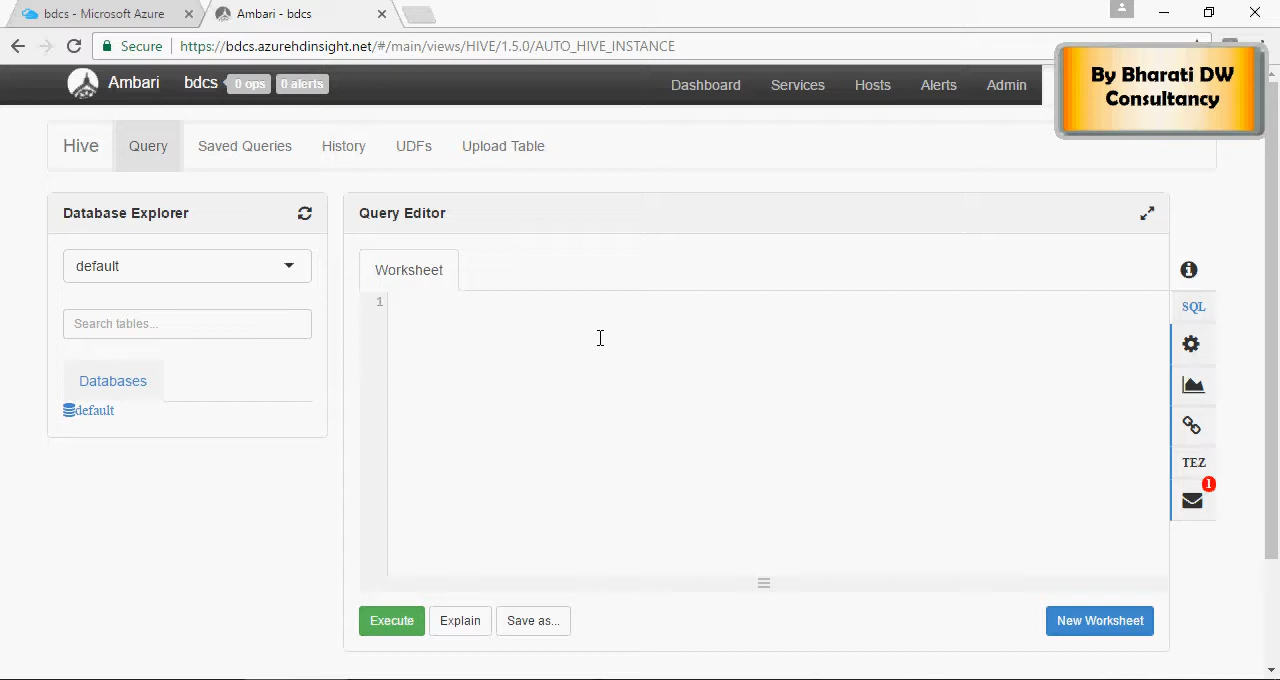 bdcs - Microsoft Azure
Ambari - bdcs
Secure
https://bdcs.azurehdinsight.net/#/main/views/HIVE/1.5.0/AUTO_HIVE_INSTANCE
Ambari
bdcs
0 ops
0 alerts
Dashboard
Services
Hosts
Alerts
Admin
By Bharati DW
Consultancy
Hive
Query
Saved Queries
History
UDFs
Upload Table
Database Explorer
default
Search tables...
Databases
default
Query Editor
Worksheet
1
SQL
TEZ
1
Execute
Explain
Save as...
New Worksheet